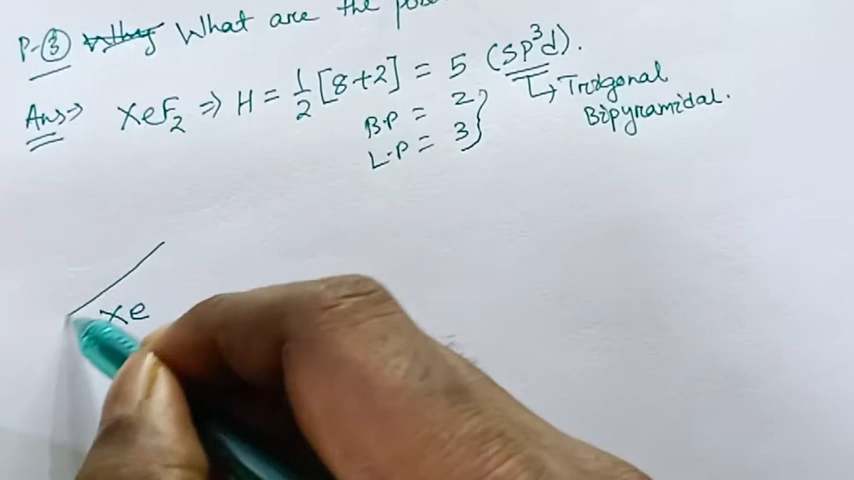 P-③ What are the
Ans⇒ XeF₂ ⇒ H = 1/2 [8+2] = 5 (SP³d).
B.P = 2
L.P = 3
↳ Trigonal
Bipyramidal.
Xe